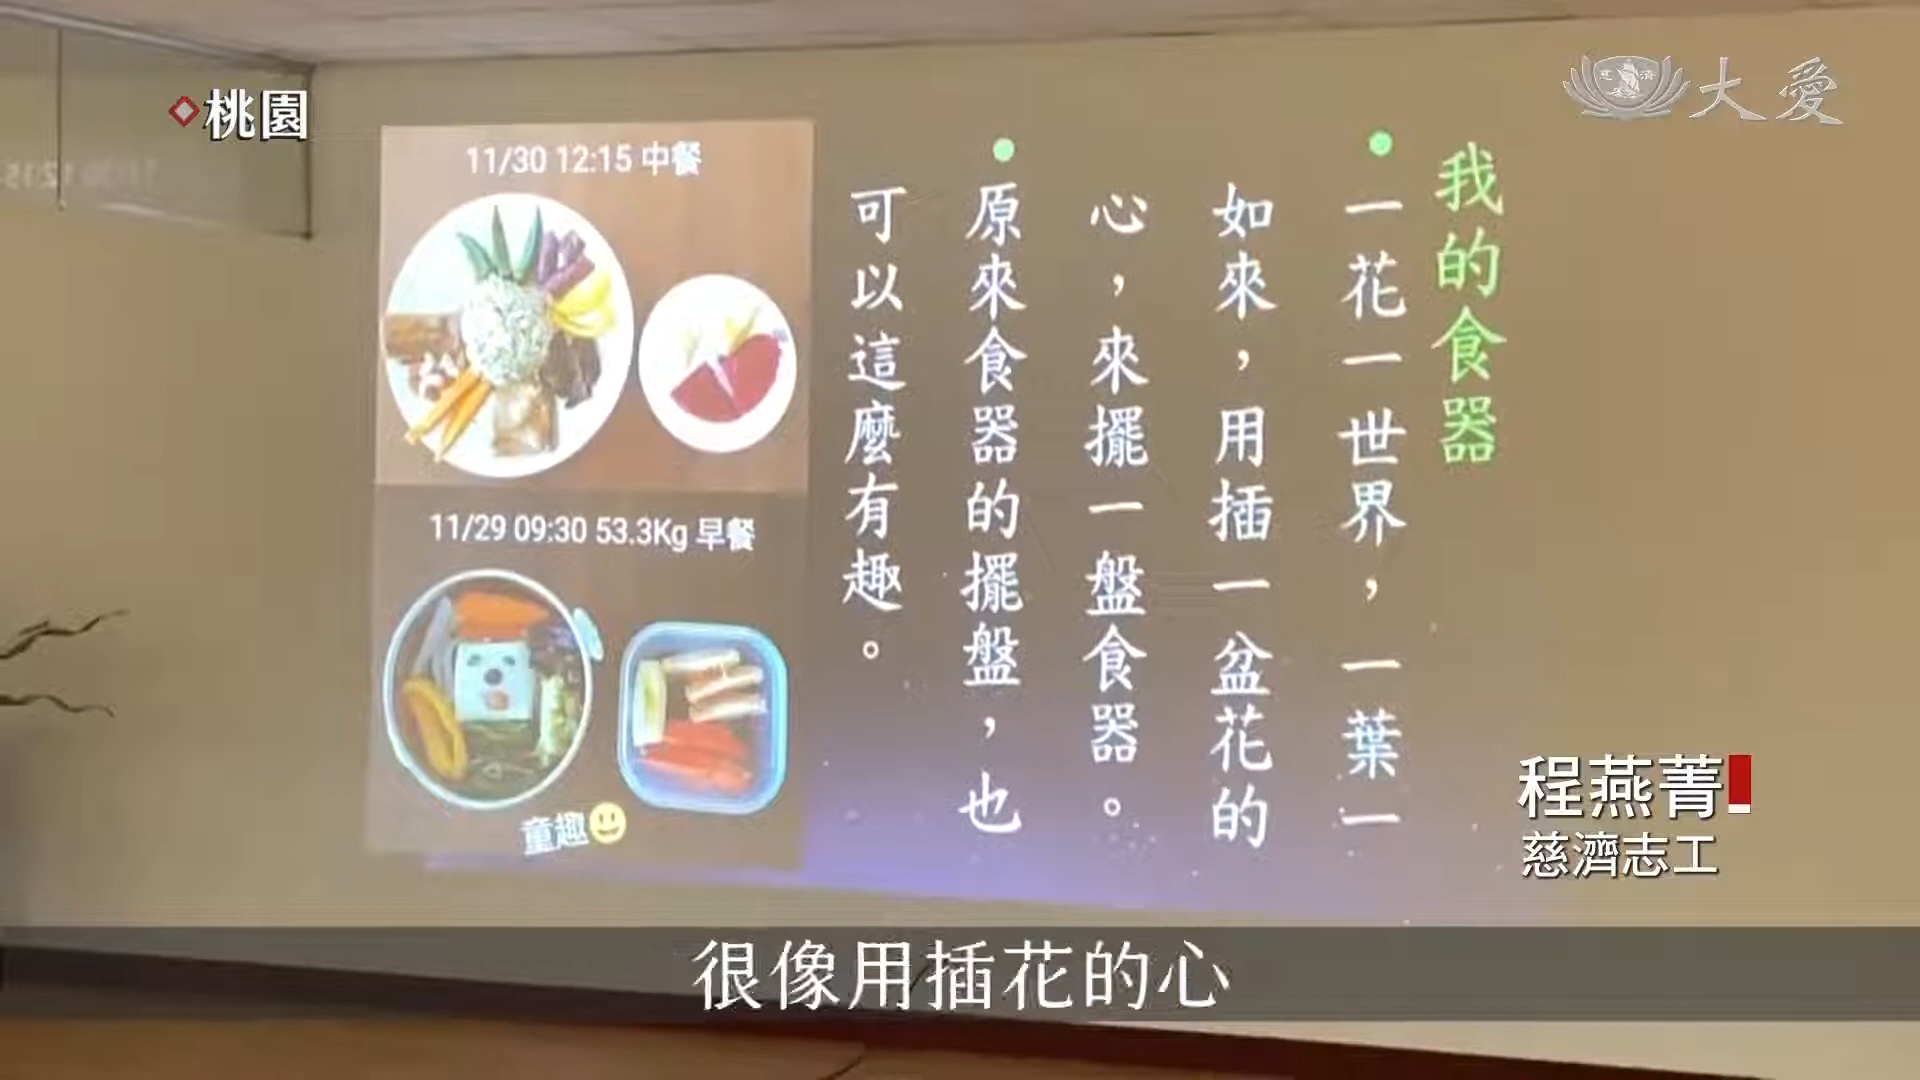 桃園
慈濟
大愛
11/30 12:15 中餐
11/29 09:30 53.3Kg 早餐
童趣
我的食器
一花一世界，一葉一
如來，用插一盆花的
心，來擺一盤食器。
原來食器的擺盤，也
可以這麼有趣。
程燕菁
慈濟志工
很像用插花的心